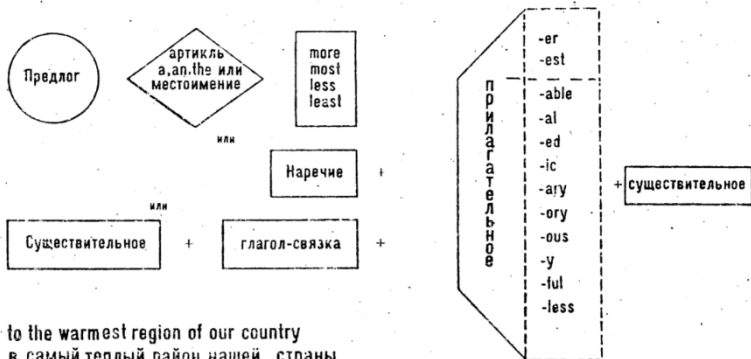 Предлог
артикль
a,an,the или
местоимение
more
most
less
least
или
Наречие
+
или
Существительное
+
глагол-связка
+
прилагательное
-er
-est
-able
-al
-ed
-ic
-ary
-ory
-ous
-y
-ful
-less
+
существительное
to the warmest region of our country
в самый теплый район нашей страны